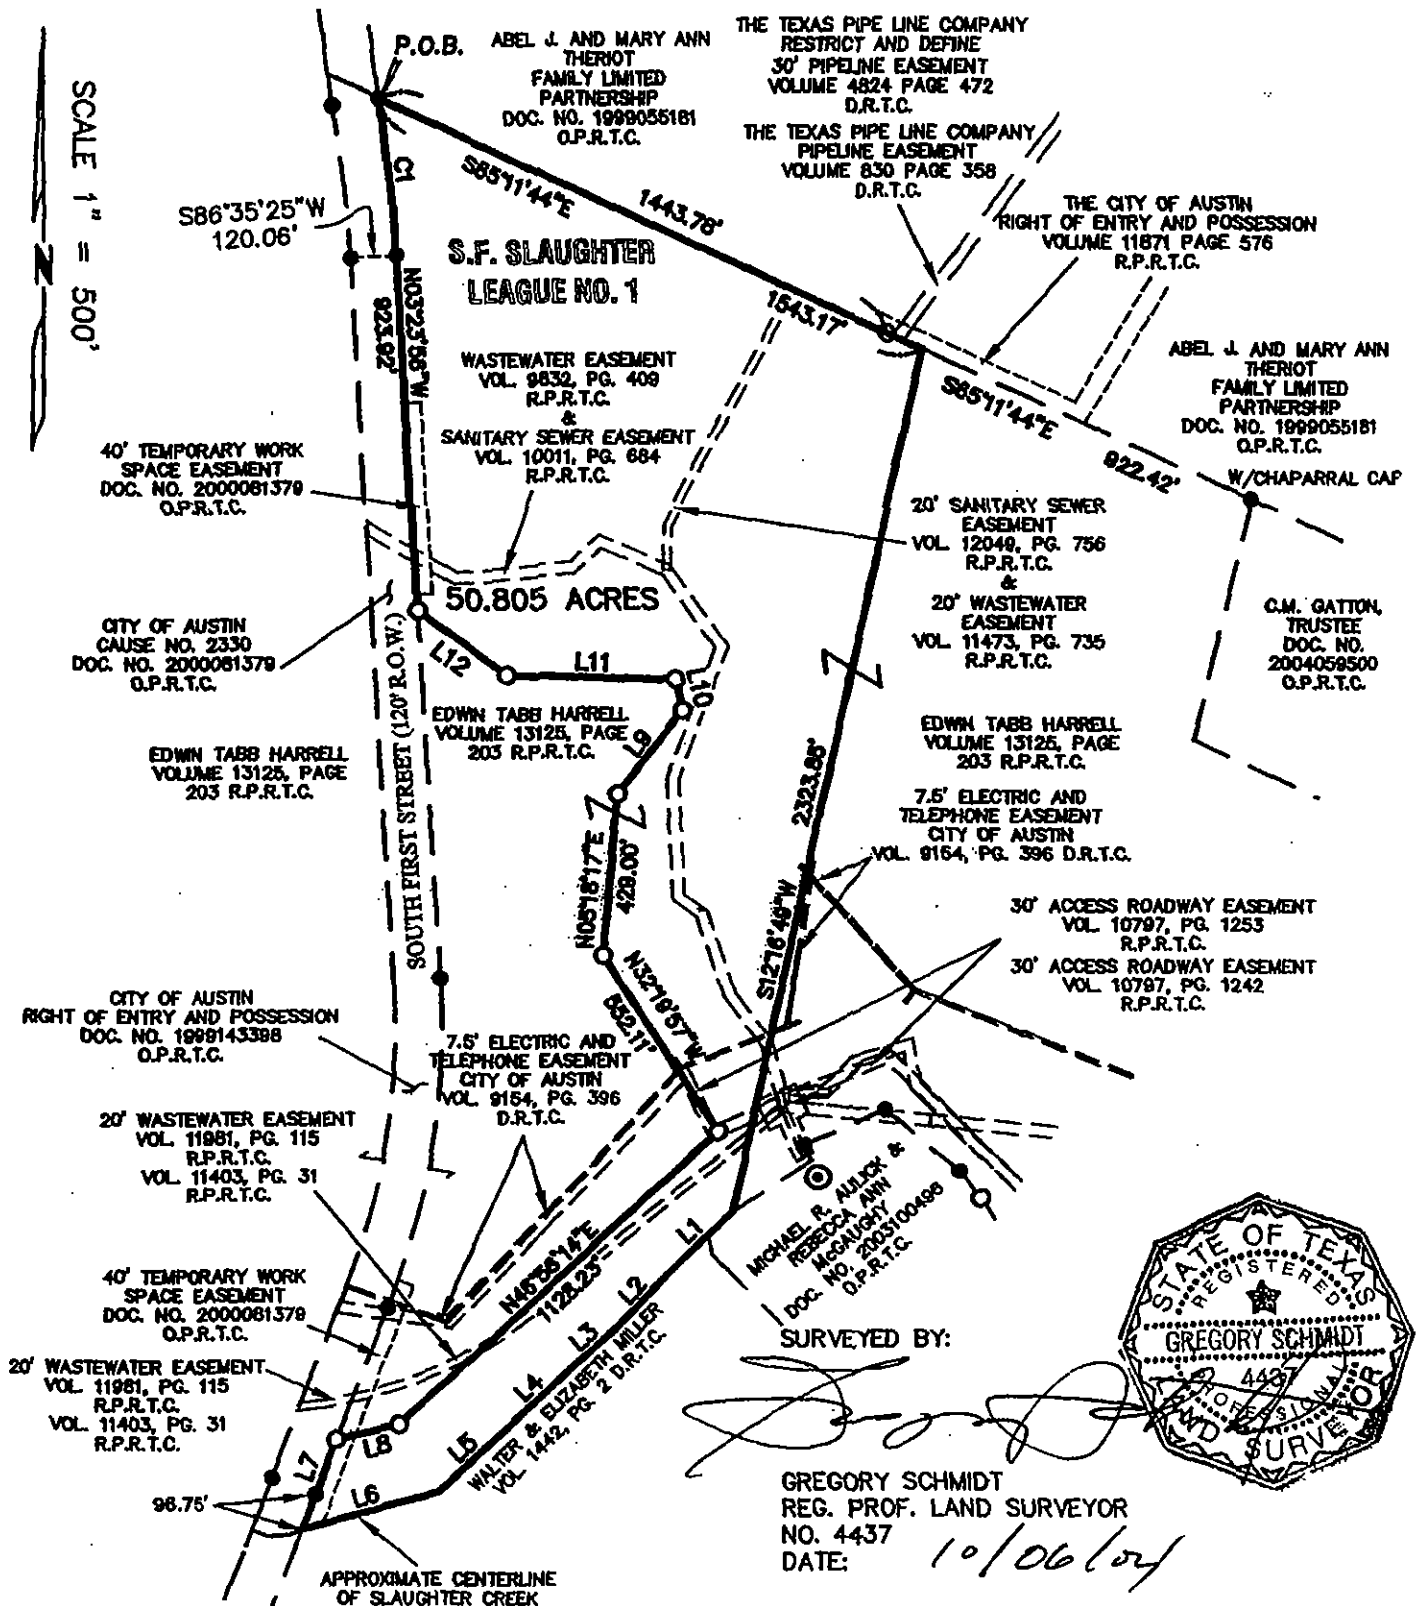 P.O.B.
ABEL J. AND MARY ANN
THERIOT
FAMILY LIMITED
PARTNERSHIP
DOC. NO. 1999055181
O.P.R.T.C.
THE TEXAS PIPE LINE COMPANY
RESTRICT AND DEFINE
30' PIPELINE EASEMENT
VOLUME 4824 PAGE 472
D.R.T.C.
THE TEXAS PIPE LINE COMPANY
PIPELINE EASEMENT
VOLUME 830 PAGE 358
D.R.T.C.
SCALE 1" = 500'
N
C1
S65°11'44"E
1443.78'
S86°35'25"W
120.06'
THE CITY OF AUSTIN
RIGHT OF ENTRY AND POSSESSION
VOLUME 11871 PAGE 576
R.P.R.T.C.
S.F. SLAUGHTER
LEAGUE NO. 1
1543.17'
N03°23'56"W
923.92'
WASTEWATER EASEMENT
VOL. 9832, PG. 409
R.P.R.T.C.
&
SANITARY SEWER EASEMENT
VOL. 10011, PG. 684
R.P.R.T.C.
ABEL J. AND MARY ANN
THERIOT
FAMILY LIMITED
PARTNERSHIP
DOC. NO. 1999055181
O.P.R.T.C.
S65°11'44"E
922.42'
W/CHAPARRAL CAP
40' TEMPORARY WORK
SPACE EASEMENT
DOC. NO. 2000081379
O.P.R.T.C.
20' SANITARY SEWER
EASEMENT
VOL. 12049, PG. 756
R.P.R.T.C.
&
20' WASTEWATER
EASEMENT
VOL. 11473, PG. 735
R.P.R.T.C.
50.805 ACRES
CITY OF AUSTIN
CAUSE NO. 2330
DOC. NO. 2000081379
O.P.R.T.C.
C.M. GATTON,
TRUSTEE
DOC. NO.
2004059500
O.P.R.T.C.
L12
L11
L10
L9
EDWIN TABB HARRELL
VOLUME 13125, PAGE
203 R.P.R.T.C.
EDWIN TABB HARRELL
VOLUME 13125, PAGE
203 R.P.R.T.C.
EDWIN TABB HARRELL
VOLUME 13125, PAGE
203 R.P.R.T.C.
SOUTH FIRST STREET (120' R.O.W.)
2323.85'
S12°16'49"W
7.5' ELECTRIC AND
TELEPHONE EASEMENT
CITY OF AUSTIN
VOL. 9154, PG. 396 D.R.T.C.
429.00'
N32°19'57"W
552.11'
30' ACCESS ROADWAY EASEMENT
VOL. 10797, PG. 1253
R.P.R.T.C.
30' ACCESS ROADWAY EASEMENT
VOL. 10797, PG. 1242
R.P.R.T.C.
CITY OF AUSTIN
RIGHT OF ENTRY AND POSSESSION
DOC. NO. 1999143398
O.P.R.T.C.
7.5' ELECTRIC AND
TELEPHONE EASEMENT
CITY OF AUSTIN
VOL. 9154, PG. 396
D.R.T.C.
20' WASTEWATER EASEMENT
VOL. 11981, PG. 115
R.P.R.T.C.
VOL. 11403, PG. 31
R.P.R.T.C.
MICHAEL R. AULICK &
REBECCA ANN
McGAUGHY
DOC. NO. 2003100496
O.P.R.T.C.
N46°56'14"E
1128.23'
L1
L2
L3
L4
L5
L6
L7
L8
40' TEMPORARY WORK
SPACE EASEMENT
DOC. NO. 2000081379
O.P.R.T.C.
20' WASTEWATER EASEMENT
VOL. 11981, PG. 115
R.P.R.T.C.
VOL. 11403, PG. 31
R.P.R.T.C.
WALTER & ELIZABETH MILLER
VOL. 1442, PG. 2 D.R.T.C.
96.75'
APPROXIMATE CENTERLINE
OF SLAUGHTER CREEK
SURVEYED BY:
GREGORY SCHMIDT
REG. PROF. LAND SURVEYOR
NO. 4437
DATE: 10/06/04
STATE OF TEXAS
REGISTERED
GREGORY SCHMIDT
4437
PROFESSIONAL
LAND SURVEYOR